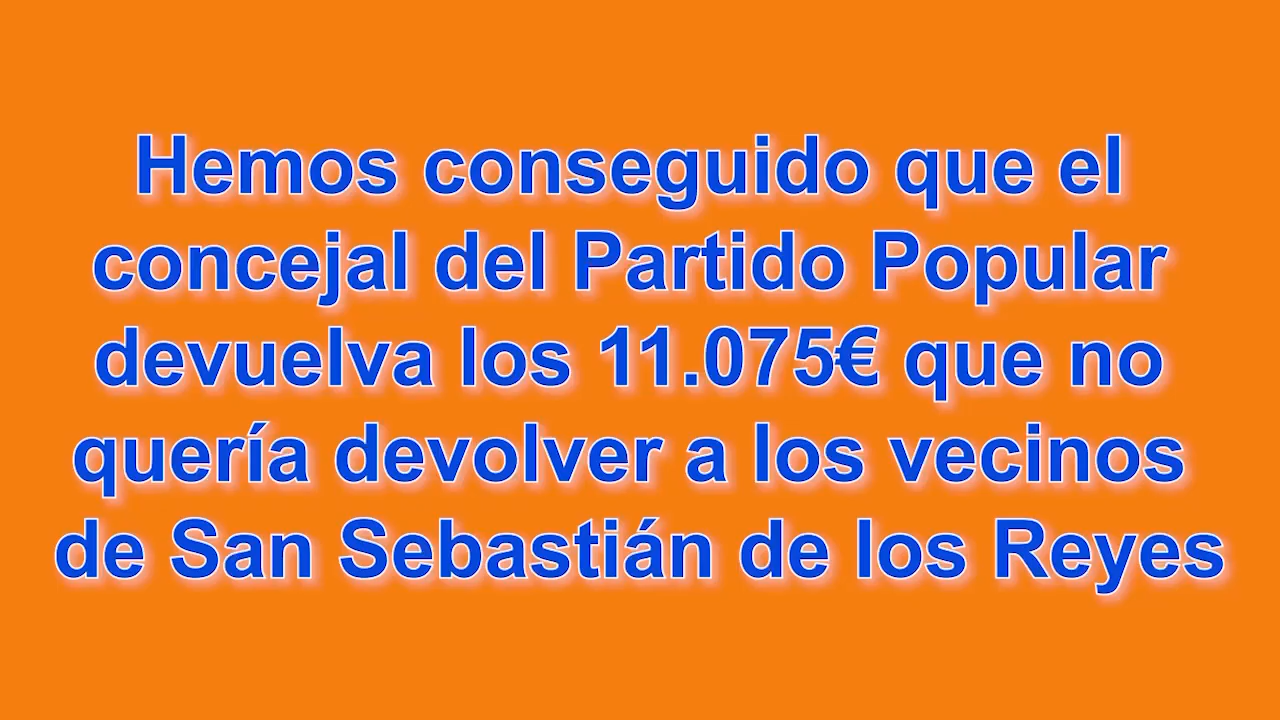 Hemos conseguido que el
concejal del Partido Popular
devuelva los 11.075€ que no
quería devolver a los vecinos
de San Sebastián de los Reyes